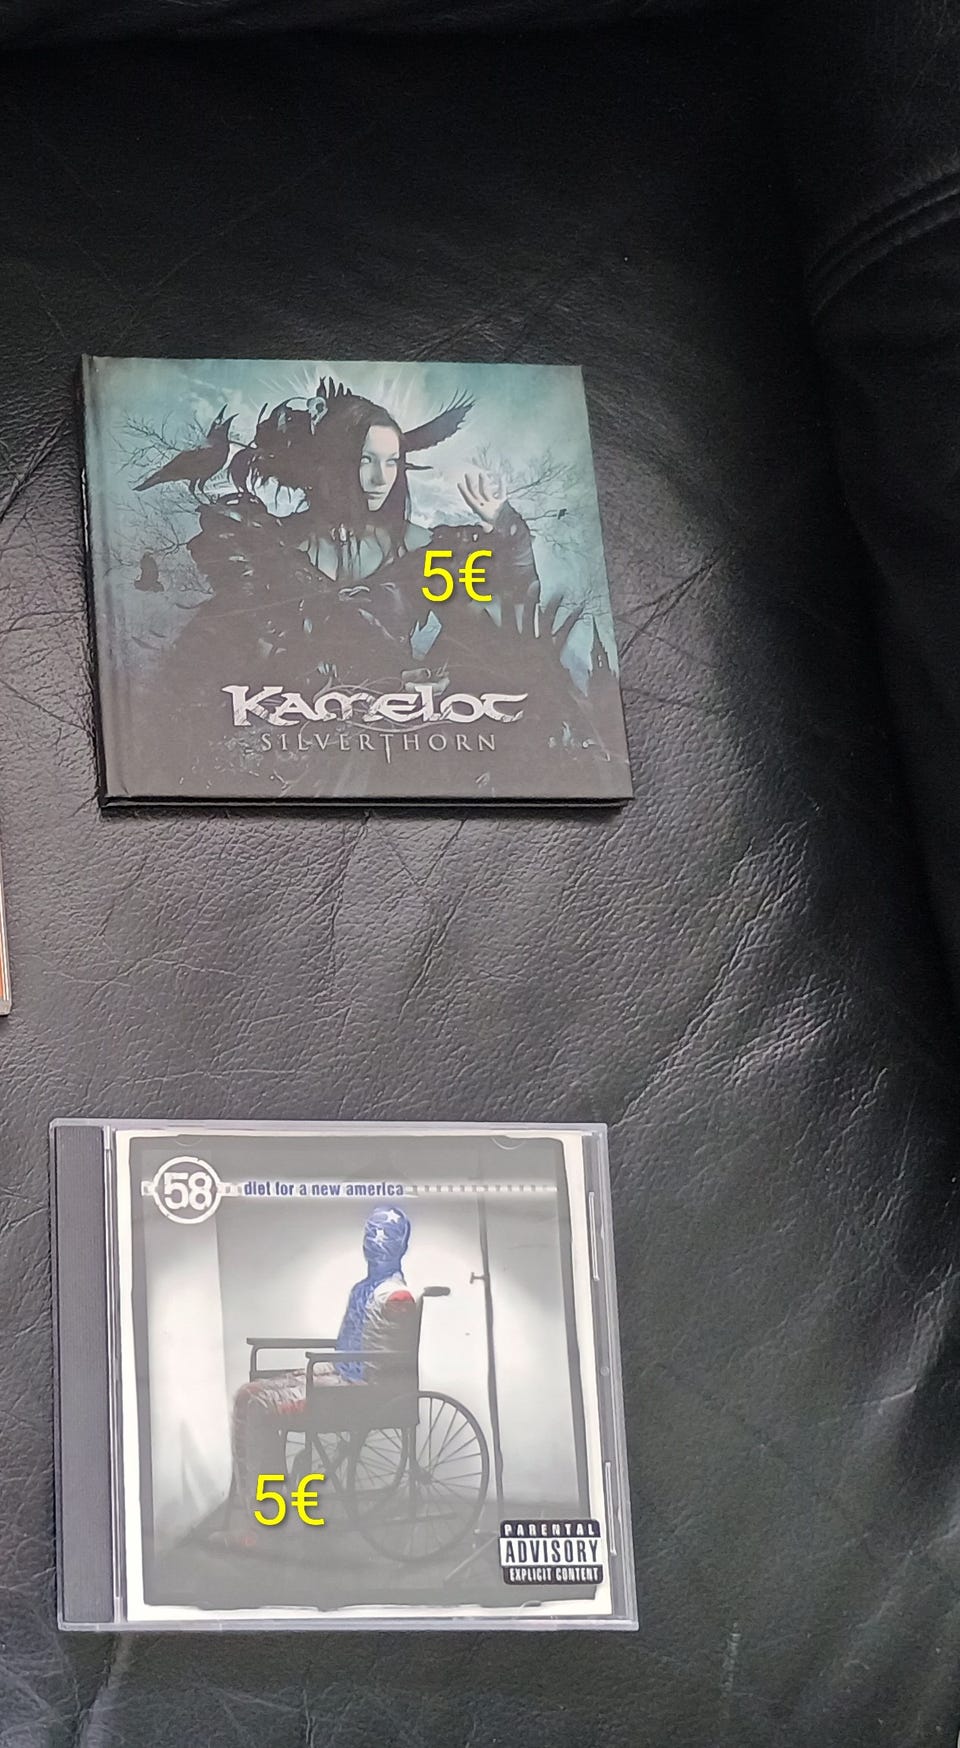 5€
KAMELOT
SILVERTHORN
58 diet for a new america
5€
PARENTAL
ADVISORY
EXPLICIT CONTENT